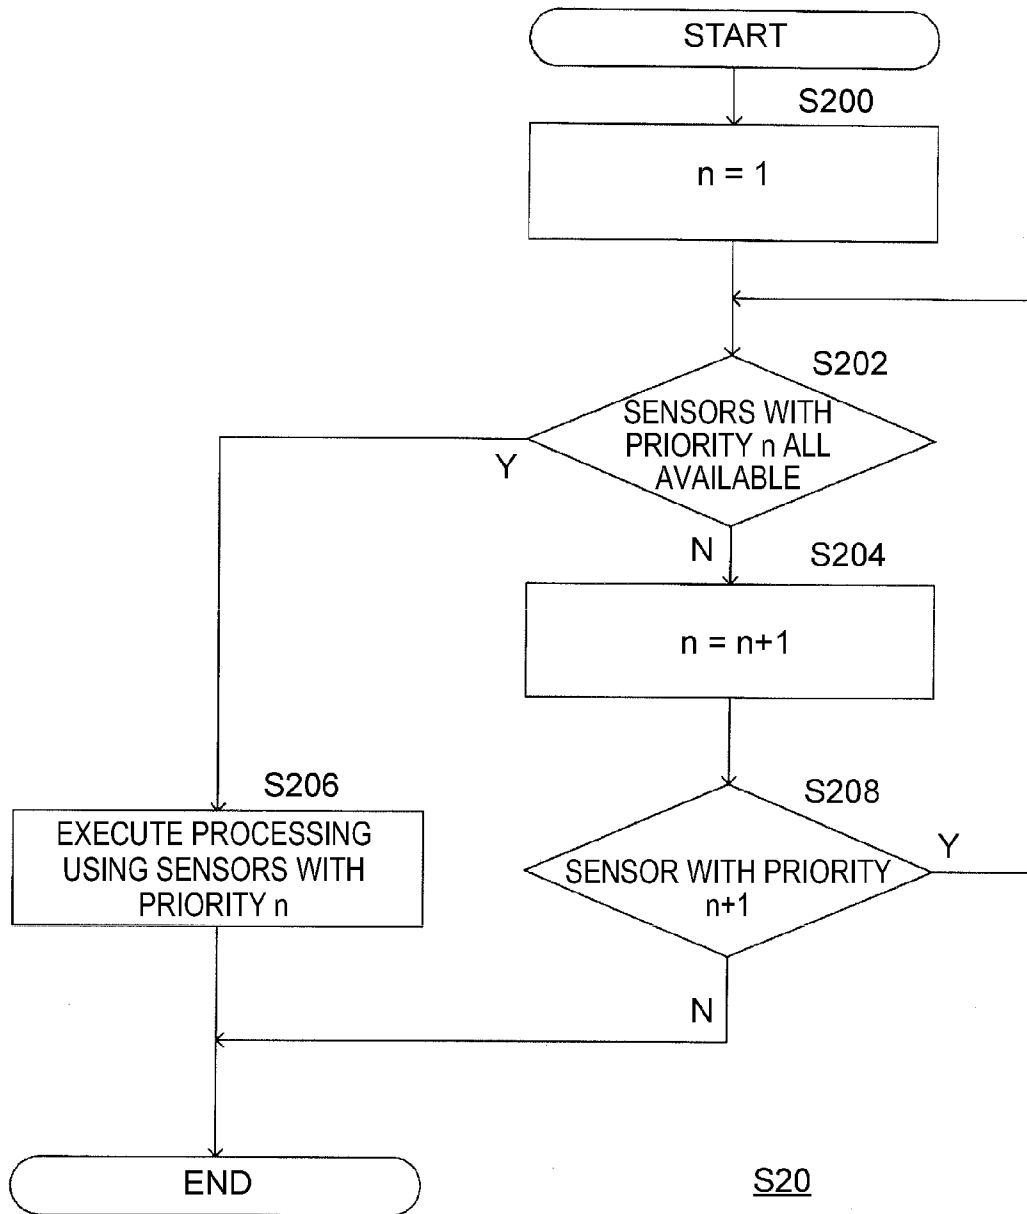 START
S200
n = 1
S202
SENSORS WITH
PRIORITY n ALL
AVAILABLE
Y
N
S204
n = n+1
S206
EXECUTE PROCESSING
USING SENSORS WITH
PRIORITY n
S208
SENSOR WITH PRIORITY
n+1
Y
N
END
S20